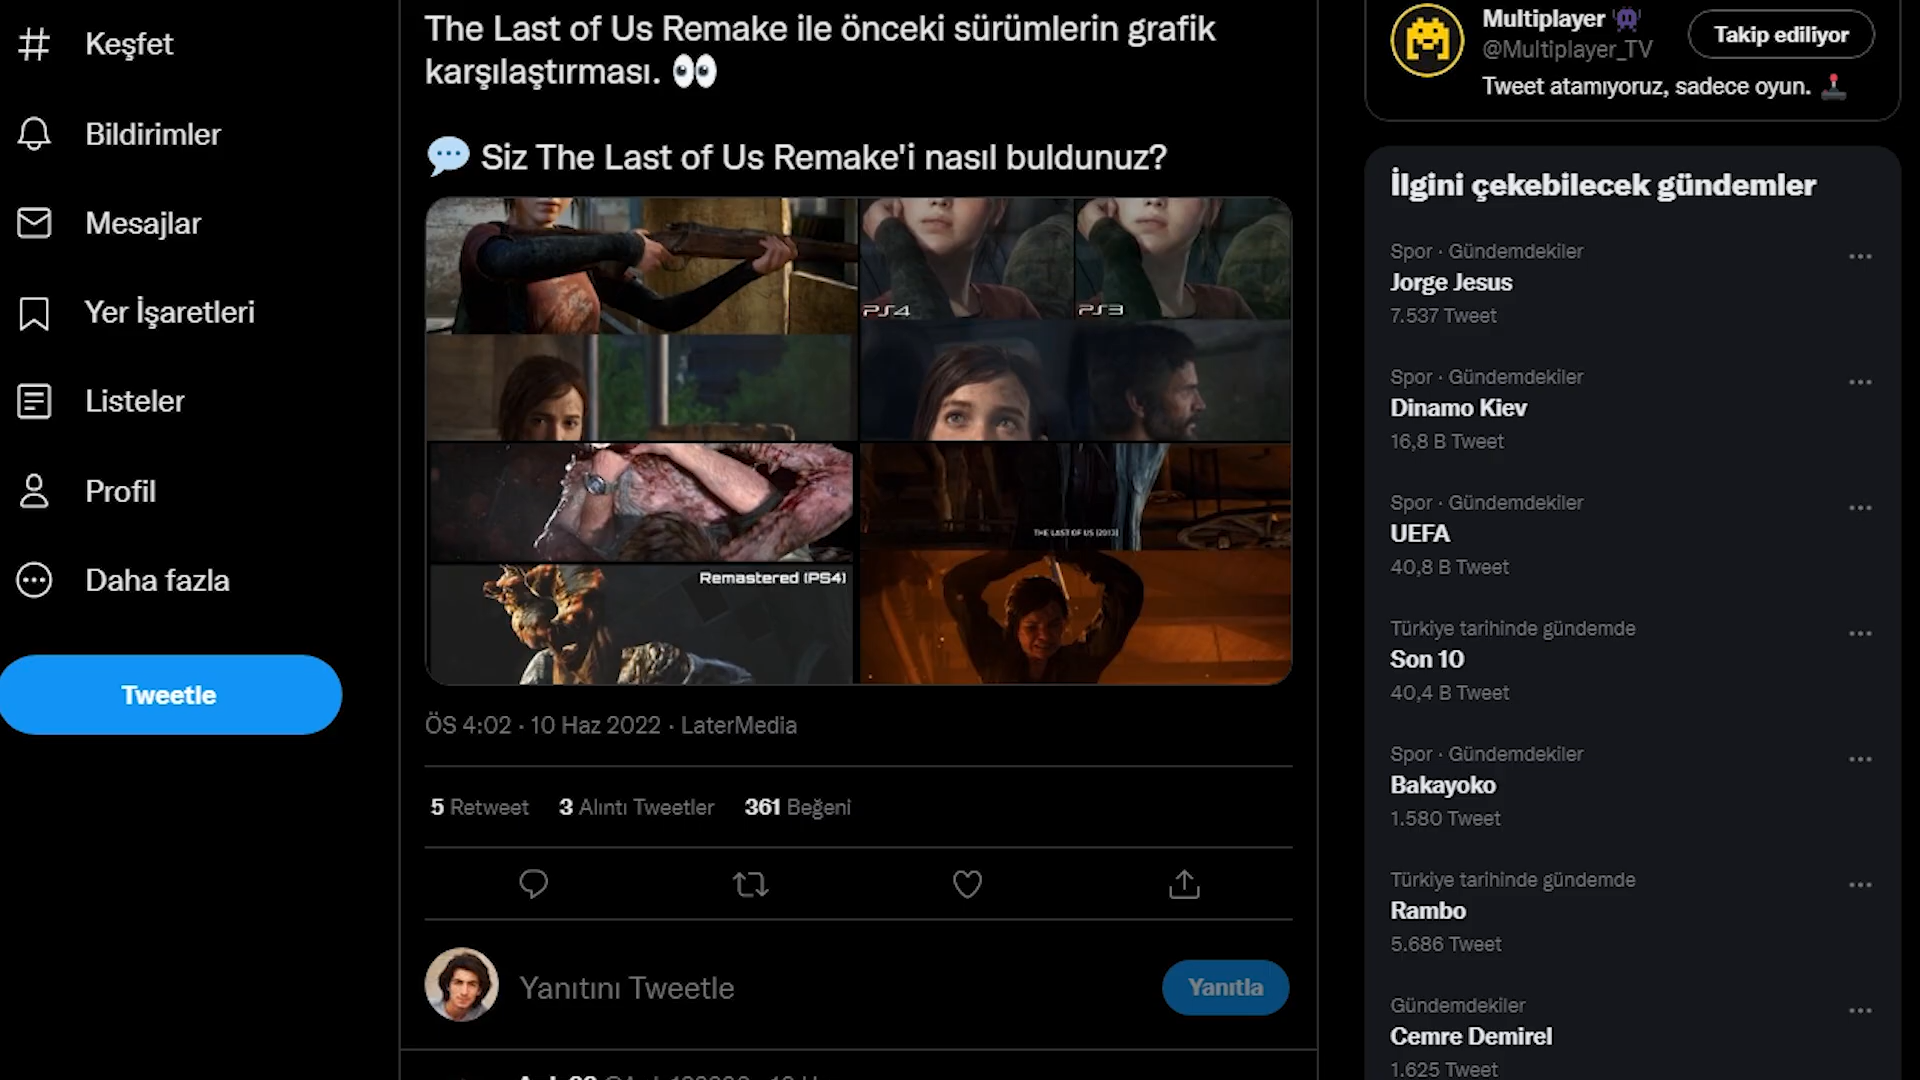 Keşfet
Bildirimler
Mesajlar
Yer İşaretleri
Listeler
Profil
Daha fazla
Tweetle
The Last of Us Remake ile önceki sürümlerin grafik
karşılaştırması. 👀
💬 Siz The Last of Us Remake'i nasıl buldunuz?
PS4
PS3
THE LAST OF US (2013)
Remastered (PS4)
ÖS 4:02 · 10 Haz 2022 · LaterMedia
5 Retweet 3 Alıntı Tweetler 361 Beğeni
Yanıtını Tweetle
Yanıtla
Multiplayer 👾
@Multiplayer_TV
Takip ediliyor
Tweet atamıyoruz, sadece oyun. 🕹️
İlgini çekebilecek gündemler
Spor · Gündemdekiler
Jorge Jesus
7.537 Tweet
Spor · Gündemdekiler
Dinamo Kiev
16,8 B Tweet
Spor · Gündemdekiler
UEFA
40,8 B Tweet
Türkiye tarihinde gündemde
Son 10
40,4 B Tweet
Spor · Gündemdekiler
Bakayoko
1.580 Tweet
Türkiye tarihinde gündemde
Rambo
5.686 Tweet
Gündemdekiler
Cemre Demirel
1.625 Tweet